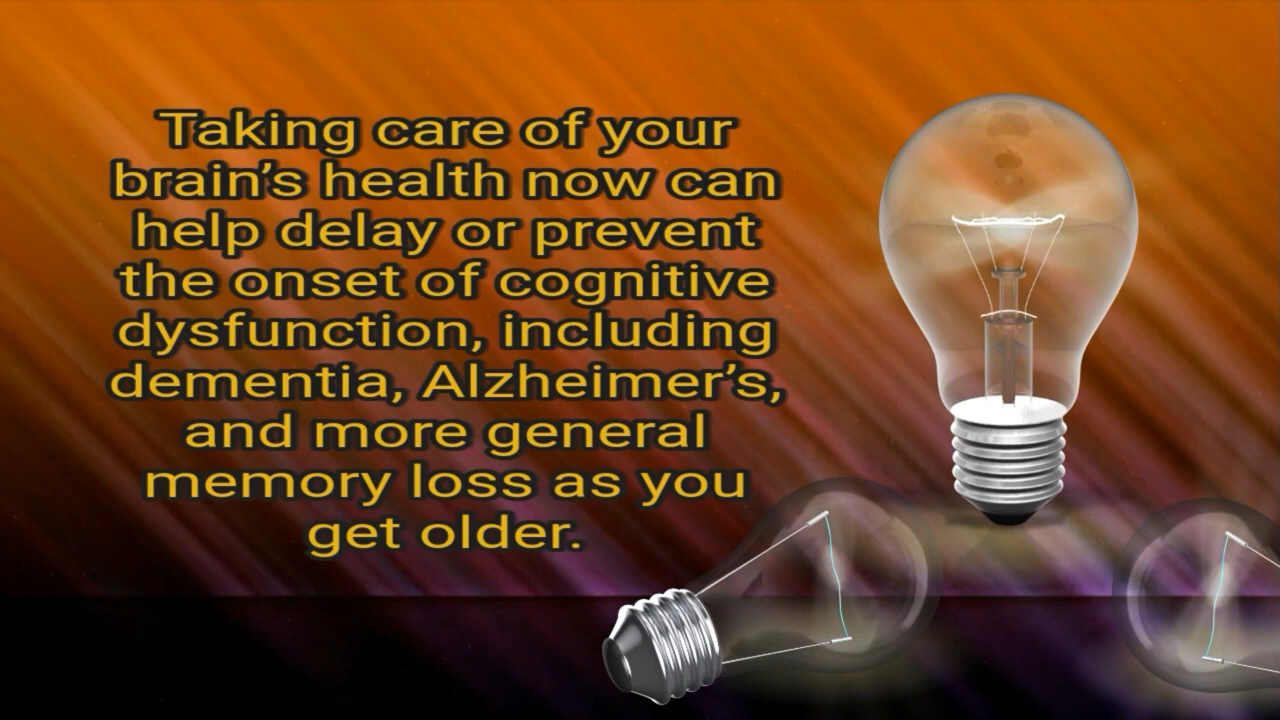 Taking care of your
brain’s health now can
help delay or prevent
the onset of cognitive
dysfunction, including
dementia, Alzheimer’s,
and more general
memory loss as you
get older.